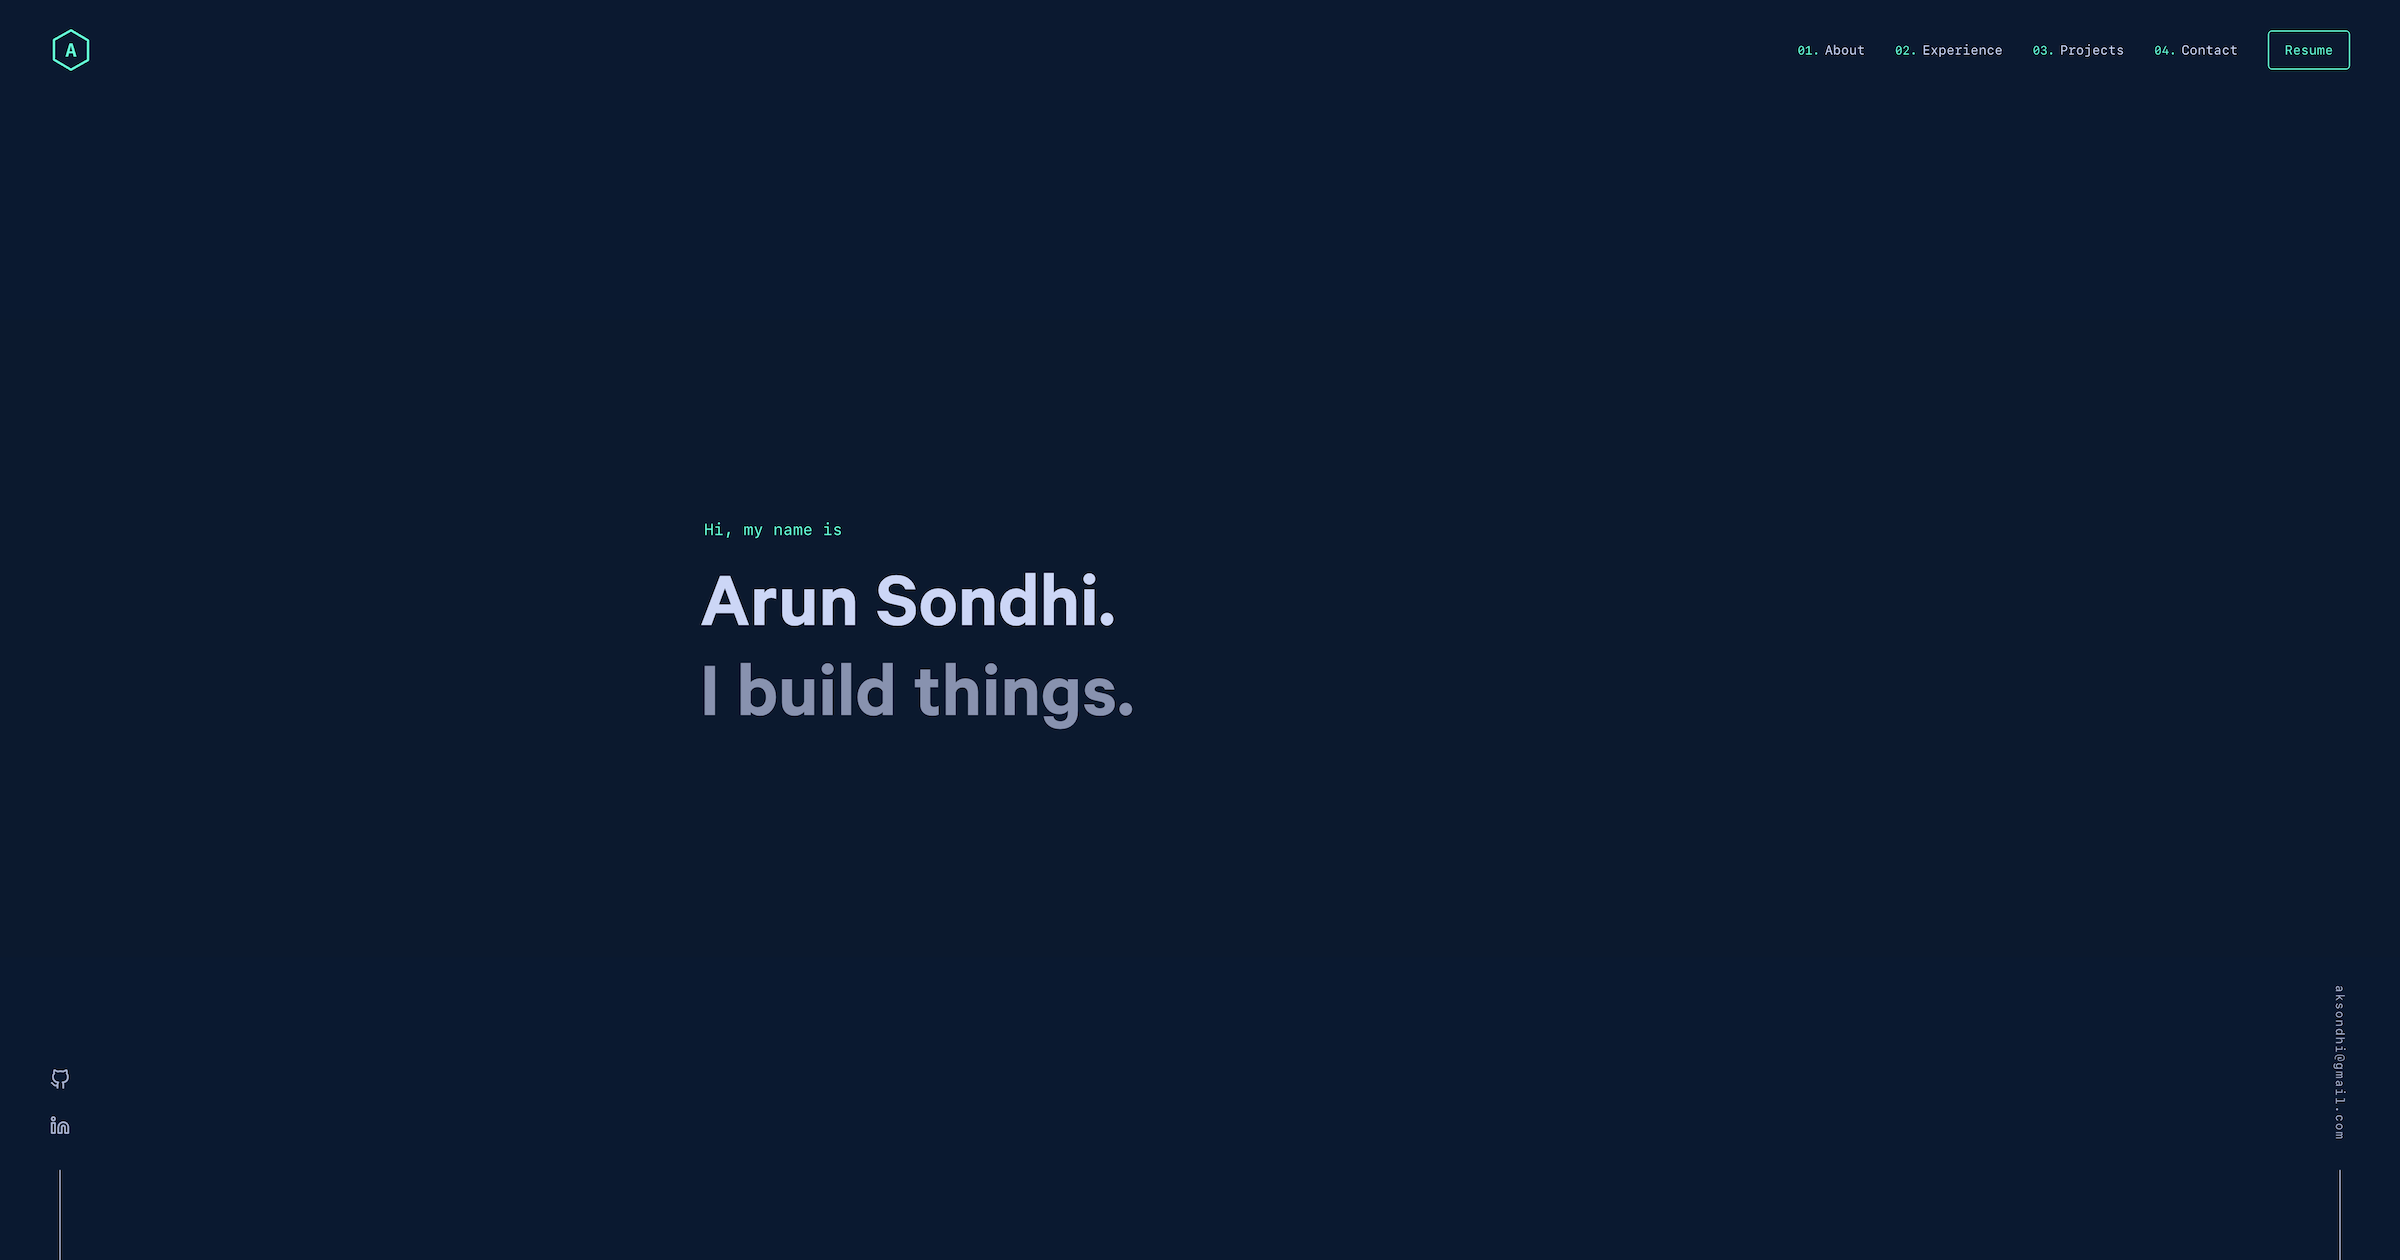 A
01. About 02. Experience 03. Projects 04. Contact Resume
Hi, my name is
Arun Sondhi.
I build things.
in
aksondhi@gmail.com